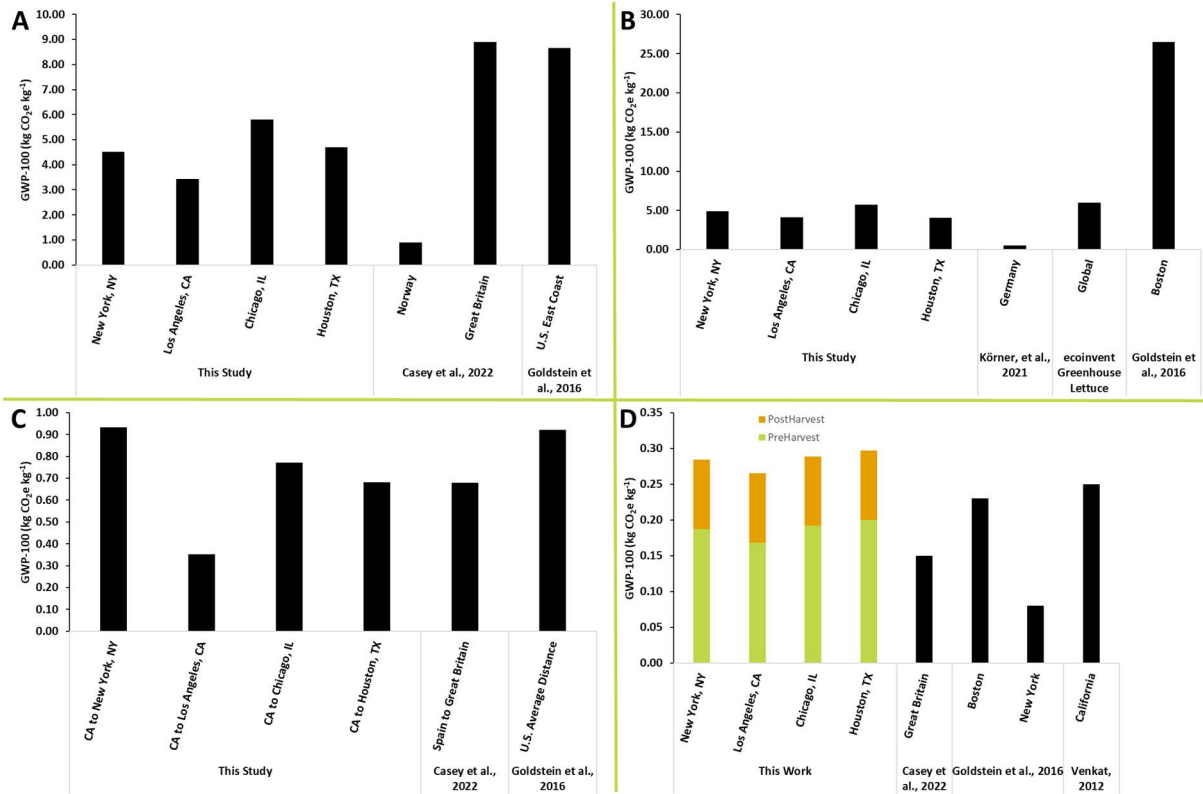 A
GWP-100 (kg CO₂e kg⁻¹)
10.00
9.00
8.00
7.00
6.00
5.00
4.00
3.00
2.00
1.00
0.00
New York, NY
Los Angeles, CA
Chicago, IL
Houston, TX
Norway
Great Britain
U.S. East Coast
This Study
Casey et al., 2022
Goldstein et
al., 2016
B
GWP-100 (kg CO₂e kg⁻¹)
30.00
25.00
20.00
15.00
10.00
5.00
0.00
New York, NY
Los Angeles, CA
Chicago, IL
Houston, TX
Germany
Global
Boston
This Study
Körner, et al.,
2021
ecoinvent
Greenhouse
Lettuce
Goldstein et
al., 2016
C
GWP-100 (kg CO₂e kg⁻¹)
1.00
0.90
0.80
0.70
0.60
0.50
0.40
0.30
0.20
0.10
0.00
CA to New York, NY
CA to Los Angeles, CA
CA to Chicago, IL
CA to Houston, TX
Spain to Great Britain
U.S. Average Distance
This Study
Casey et al.,
2022
Goldstein et al.,
2016
D
GWP-100 (kg CO₂e kg⁻¹)
0.35
0.30
0.25
0.20
0.15
0.10
0.05
0.00
PostHarvest
PreHarvest
New York, NY
Los Angeles, CA
Chicago, IL
Houston, TX
Great Britain
Boston
New York
California
This Work
Casey et
al., 2022
Goldstein et al., 2016
Venkat,
2012